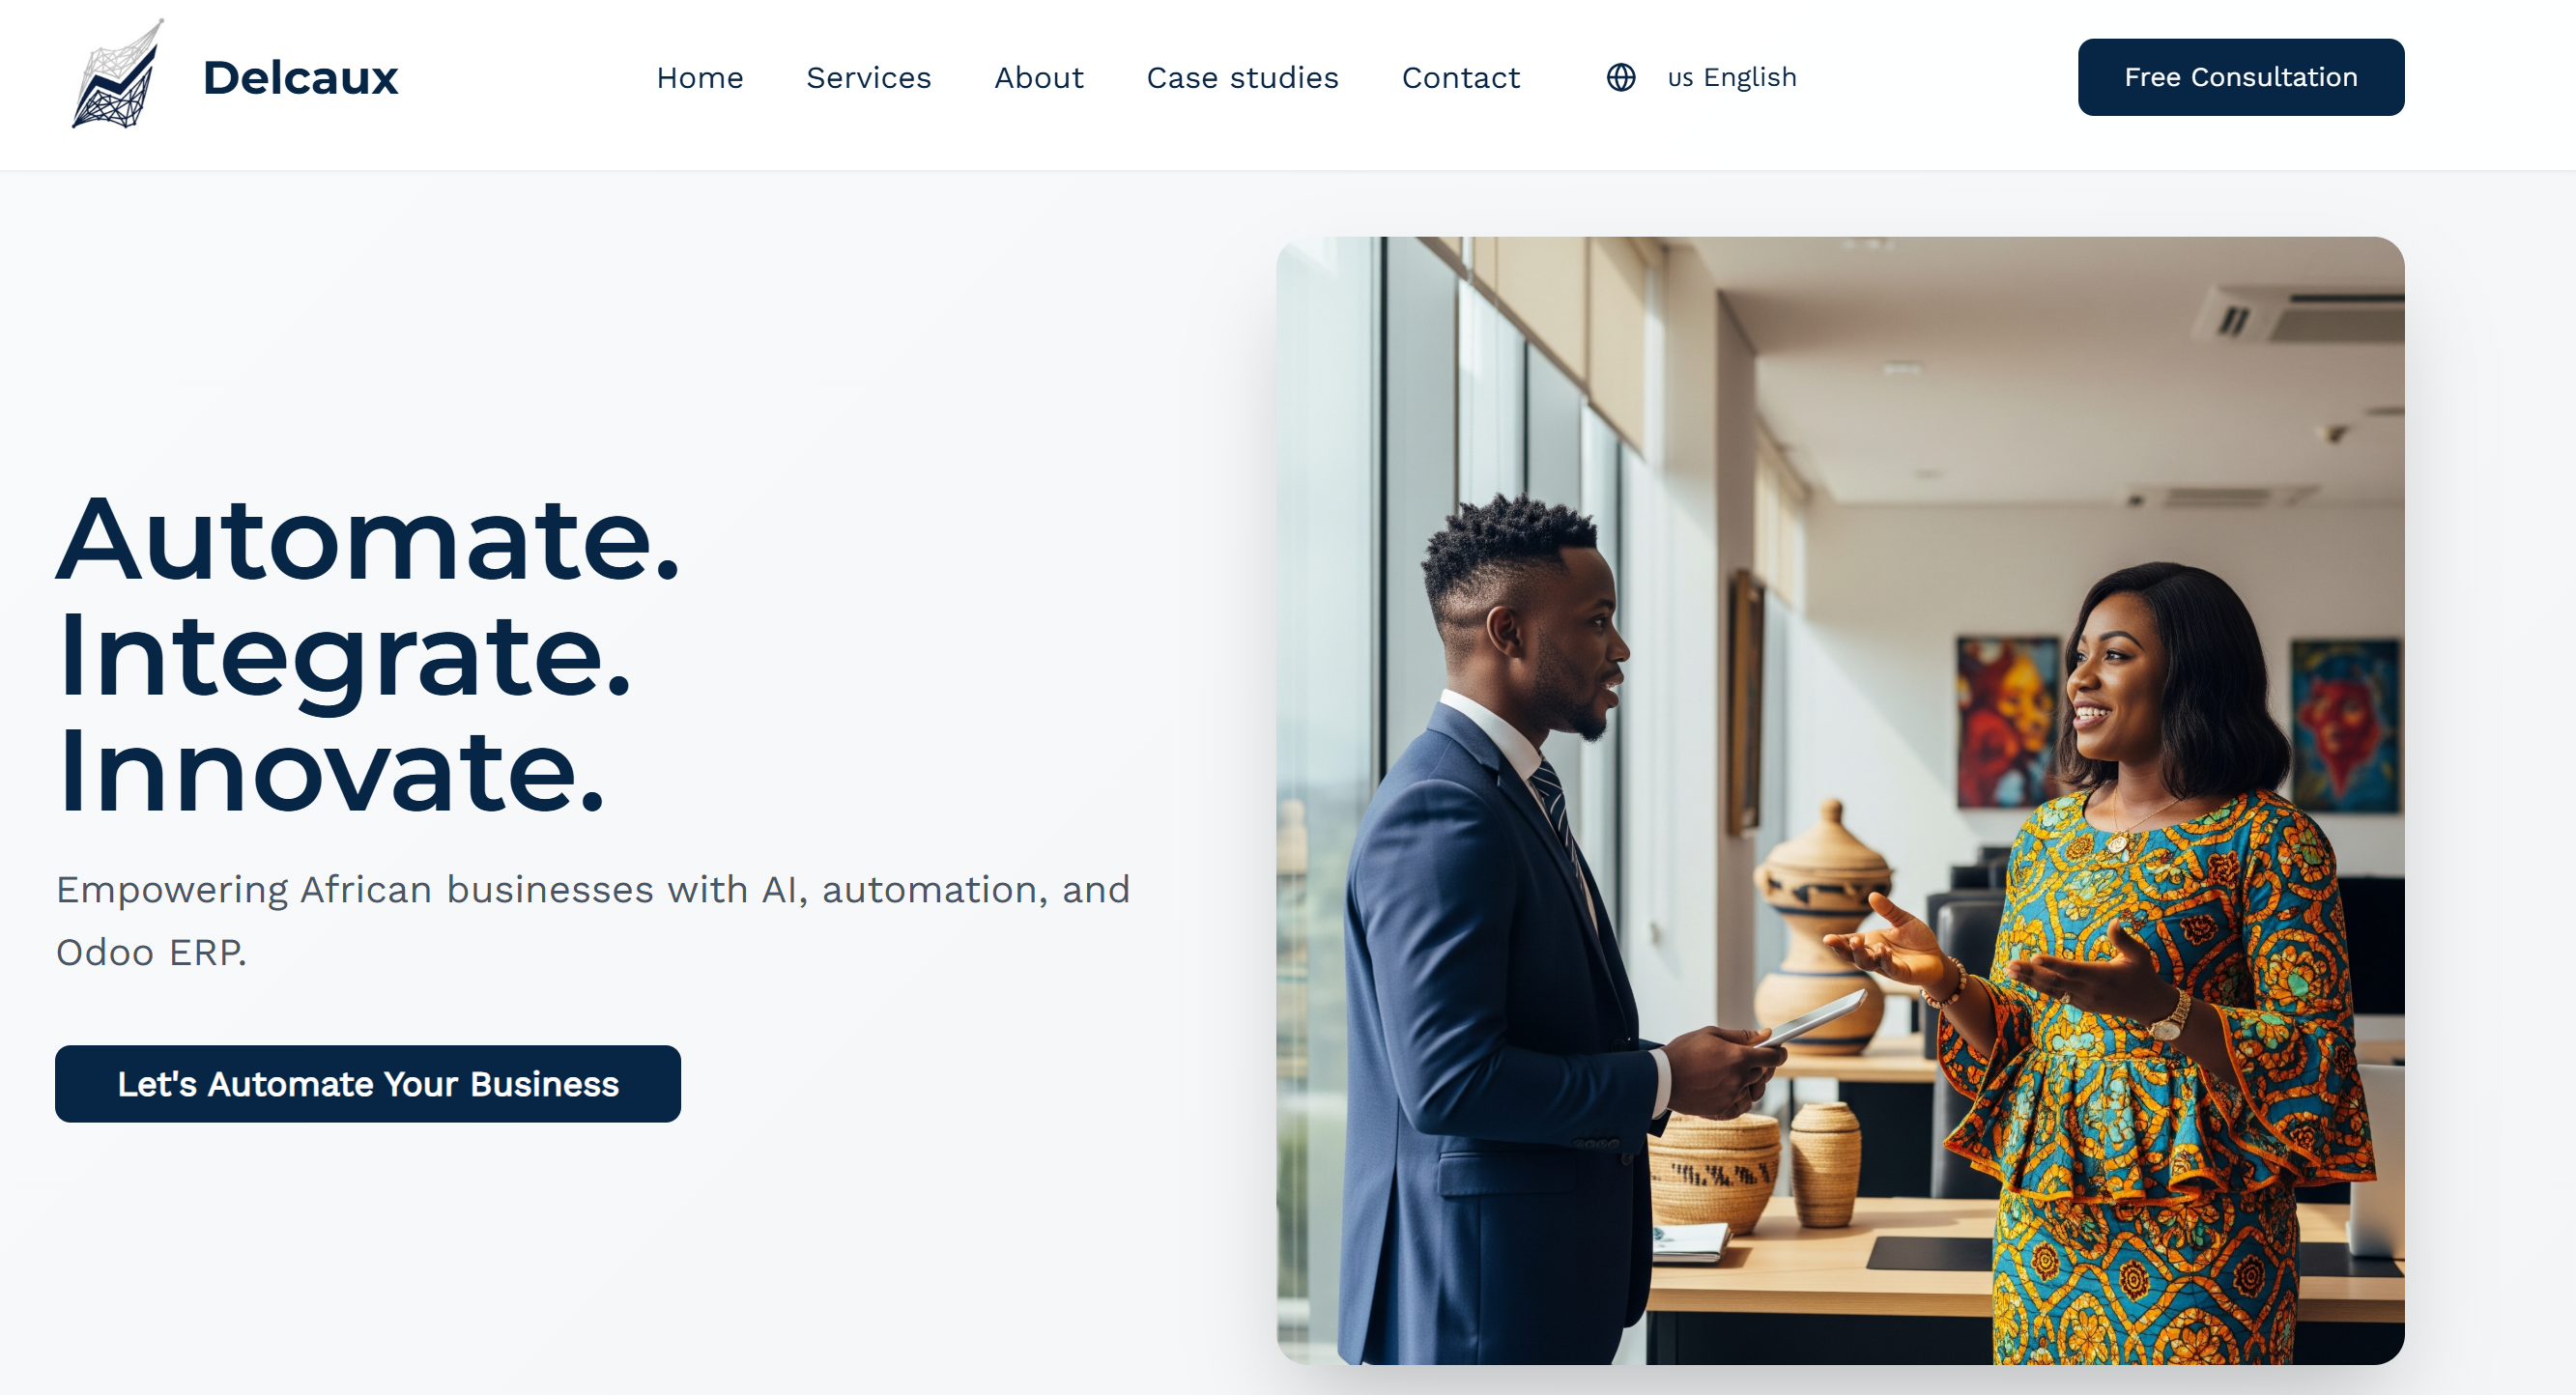 Delcaux
Home
Services
About
Case studies
Contact
US English
Free Consultation
Automate.
Integrate.
Innovate.
Empowering African businesses with AI, automation, and
Odoo ERP.
Let's Automate Your Business